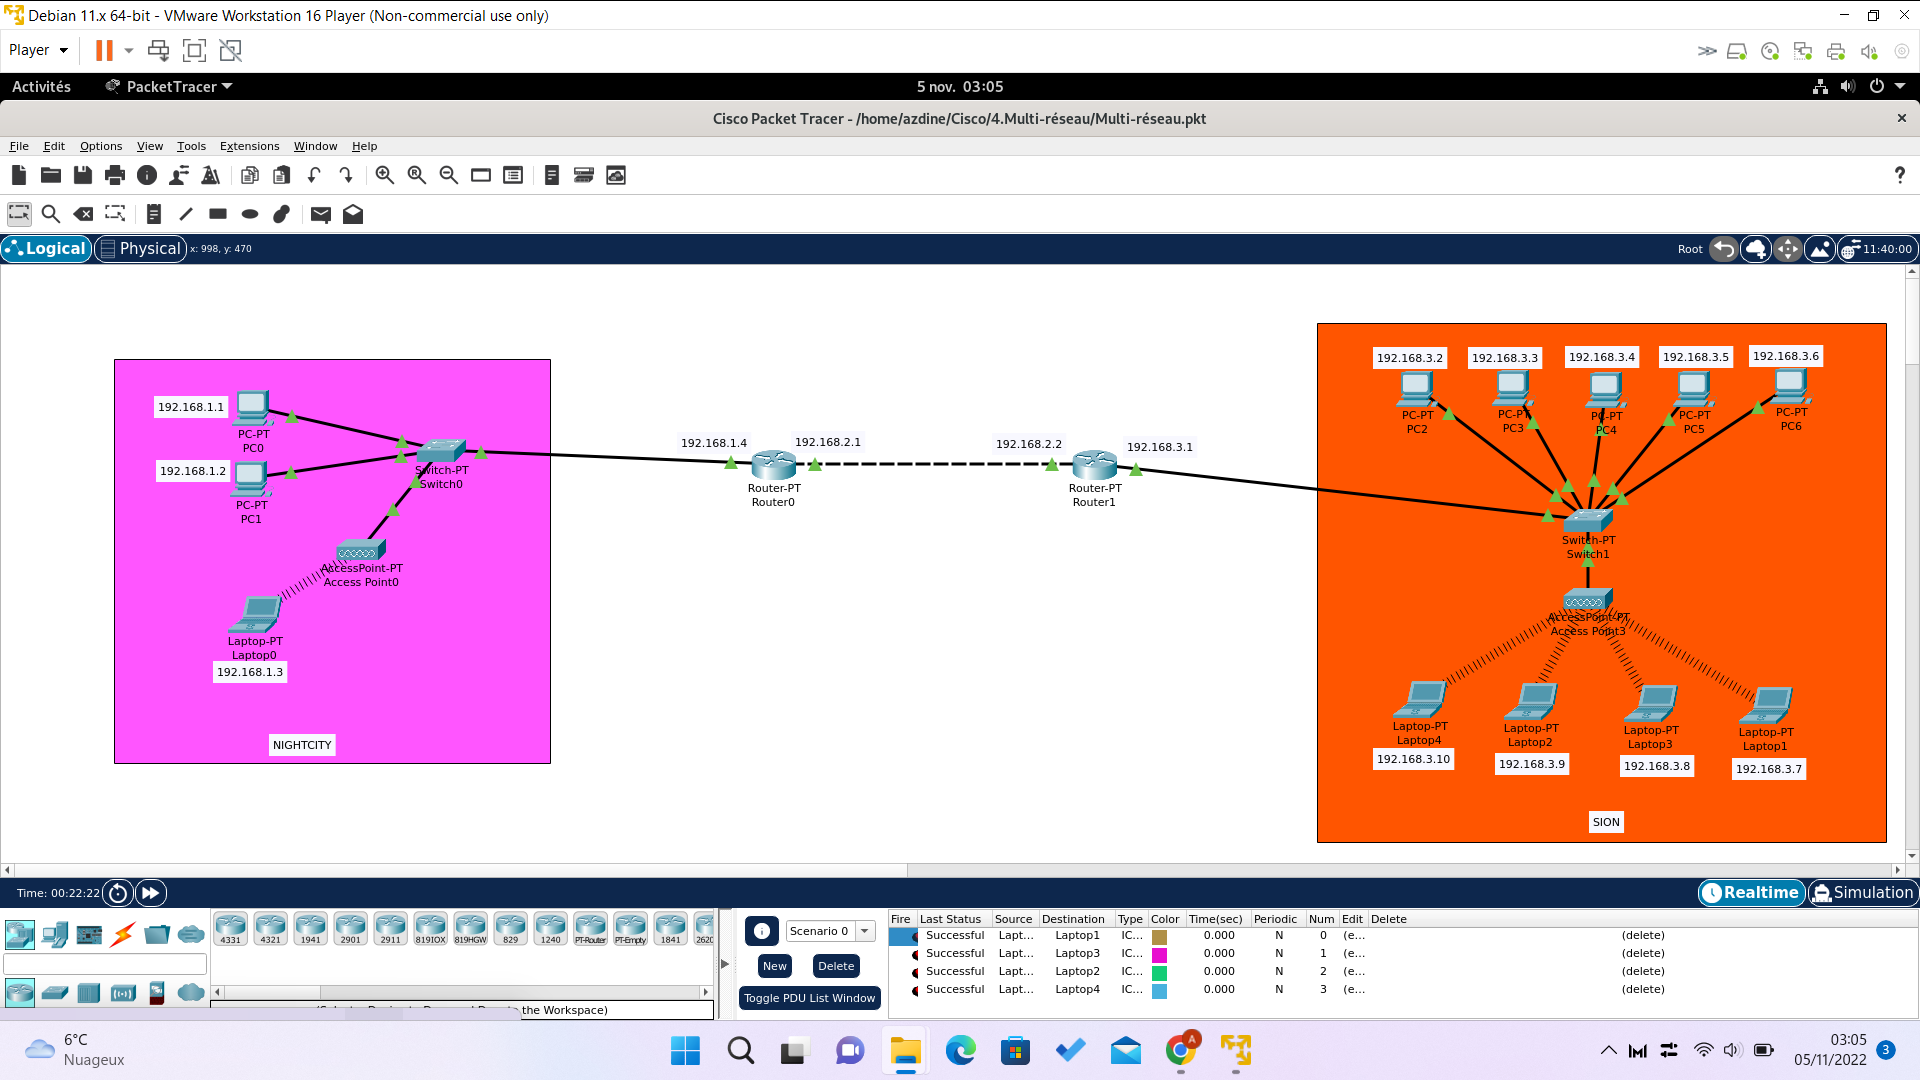 Debian 11.x 64-bit - VMware Workstation 16 Player (Non-commercial use only)
Player
Activités PacketTracer 5 nov. 03:05
Cisco Packet Tracer - /home/azdine/Cisco/4.Multi-réseau/Multi-réseau.pkt
File Edit Options View Tools Extensions Window Help
Logical Physical x: 998, y: 470 Root 11:40:00
192.168.1.1
PC-PT
PC0
192.168.1.2
PC-PT
PC1
Switch-PT
Switch0
AccessPoint-PT
Access Point0
Laptop-PT
Laptop0
192.168.1.3
NIGHTCITY
192.168.1.4
192.168.2.1
Router-PT
Router0
192.168.2.2
192.168.3.1
Router-PT
Router1
192.168.3.2
192.168.3.3
192.168.3.4
192.168.3.5
192.168.3.6
PC-PT
PC2
PC-PT
PC3
PC-PT
PC4
PC-PT
PC5
PC-PT
PC6
Switch-PT
Switch1
AccessPoint-PT
Access Point3
Laptop-PT
Laptop4
192.168.3.10
Laptop-PT
Laptop2
192.168.3.9
Laptop-PT
Laptop3
192.168.3.8
Laptop-PT
Laptop1
192.168.3.7
SION
Time: 00:22:22 Realtime Simulation
4331 4321 1941 2901 2911 819IOX 819HGW 829 1240 PT-Router PT-Empty 1841 2620
the Workspace)
Scenario 0
New Delete
Toggle PDU List Window
Fire Last Status Source Destination Type Color Time(sec) Periodic Num Edit Delete
Successful Lapt... Laptop1 IC... 0.000 N 0 (e... (delete)
Successful Lapt... Laptop3 IC... 0.000 N 1 (e... (delete)
Successful Lapt... Laptop2 IC... 0.000 N 2 (e... (delete)
Successful Lapt... Laptop4 IC... 0.000 N 3 (e... (delete)
6°C
Nuageux
A
03:05
05/11/2022
3